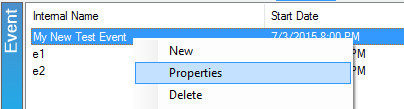 Event
Internal Name Start Date
My New Test Event 7/3/2015 8:00 PM
e1 PM
e2 PM
New
Properties
Delete